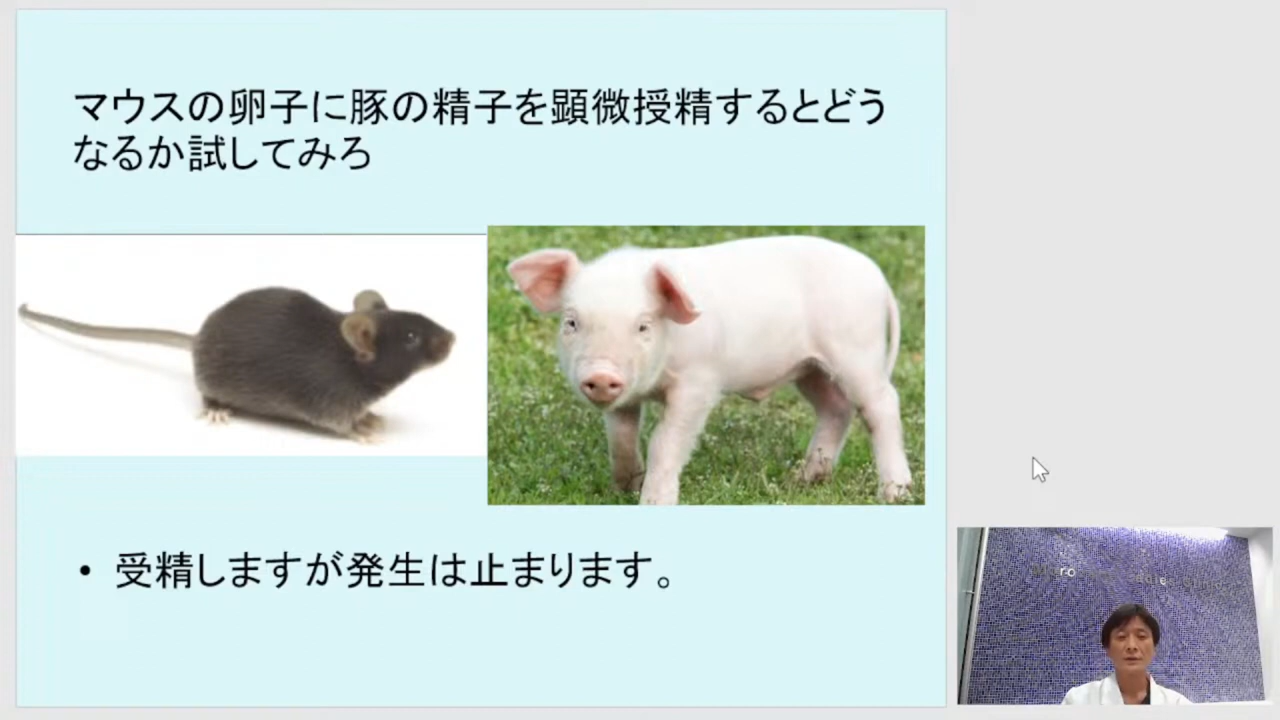 マウスの卵子に豚の精子を顕微授精するとどう
なるか試してみろ
• 受精しますが発生は止まります。